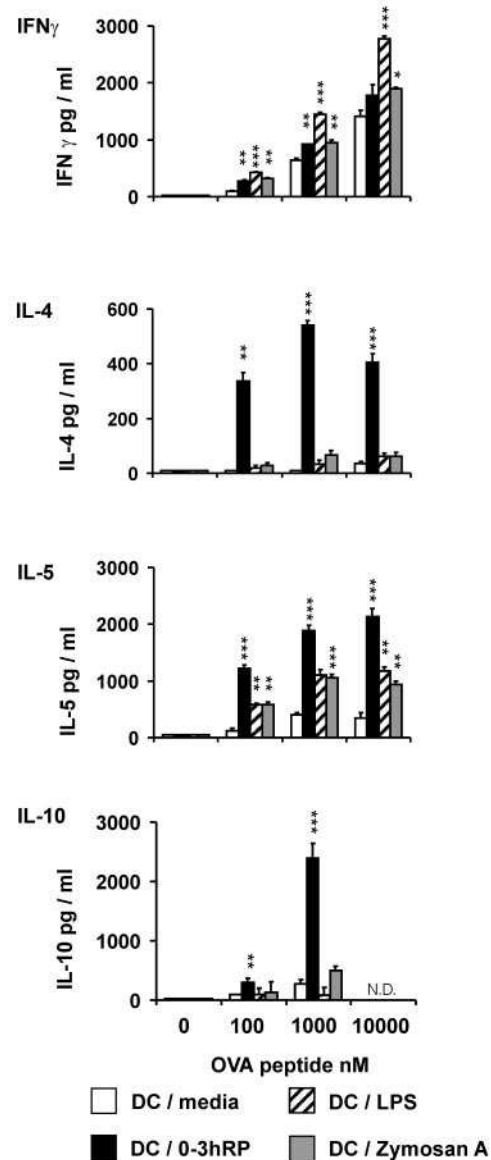 IFNγ
IFN γ pg / ml
3000
2000
1000
0
** *** **
** *** **
*** *
IL-4
IL-4 pg / ml
600
400
200
0
**
***
***
IL-5
IL-5 pg / ml
3000
2000
1000
0
*** ** **
*** ***
*** ** **
IL-10
IL-10 pg / ml
3000
2000
1000
0
**
***
N.D.
0 100 1000 10000
OVA peptide nM
DC / media DC / LPS
DC / 0-3hRP DC / Zymosan A